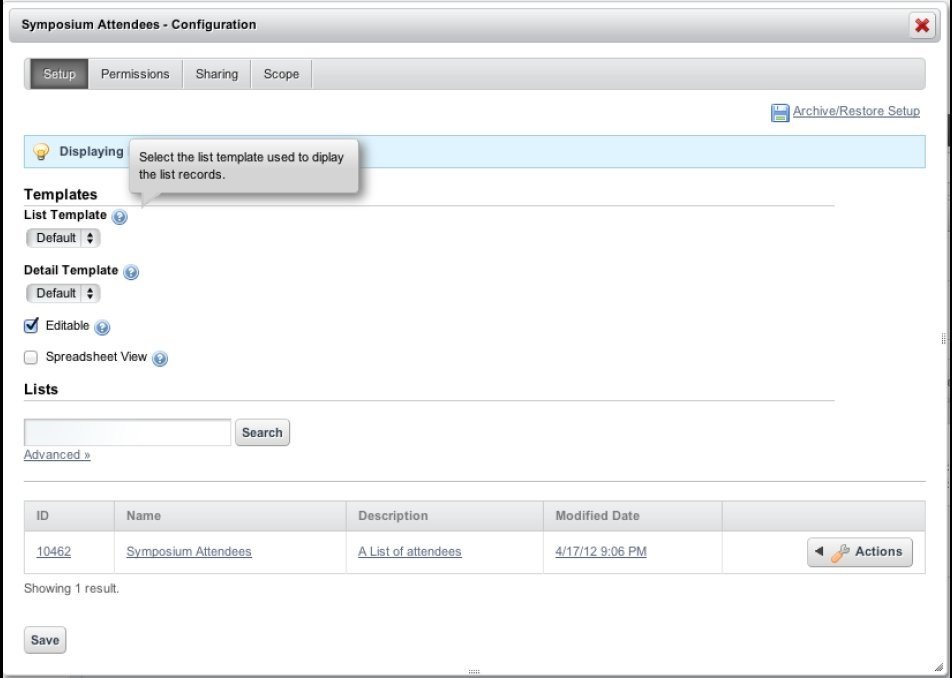 Symposium Attendees - Configuration
Setup Permissions Sharing Scope
Archive/Restore Setup
Displaying
Select the list template used to diplay
the list records.
Templates
List Template
Default
Detail Template
Default
Editable
Spreadsheet View
Lists
Search
Advanced »
ID Name Description Modified Date
10462 Symposium Attendees A List of attendees 4/17/12 9:06 PM Actions
Showing 1 result.
Save